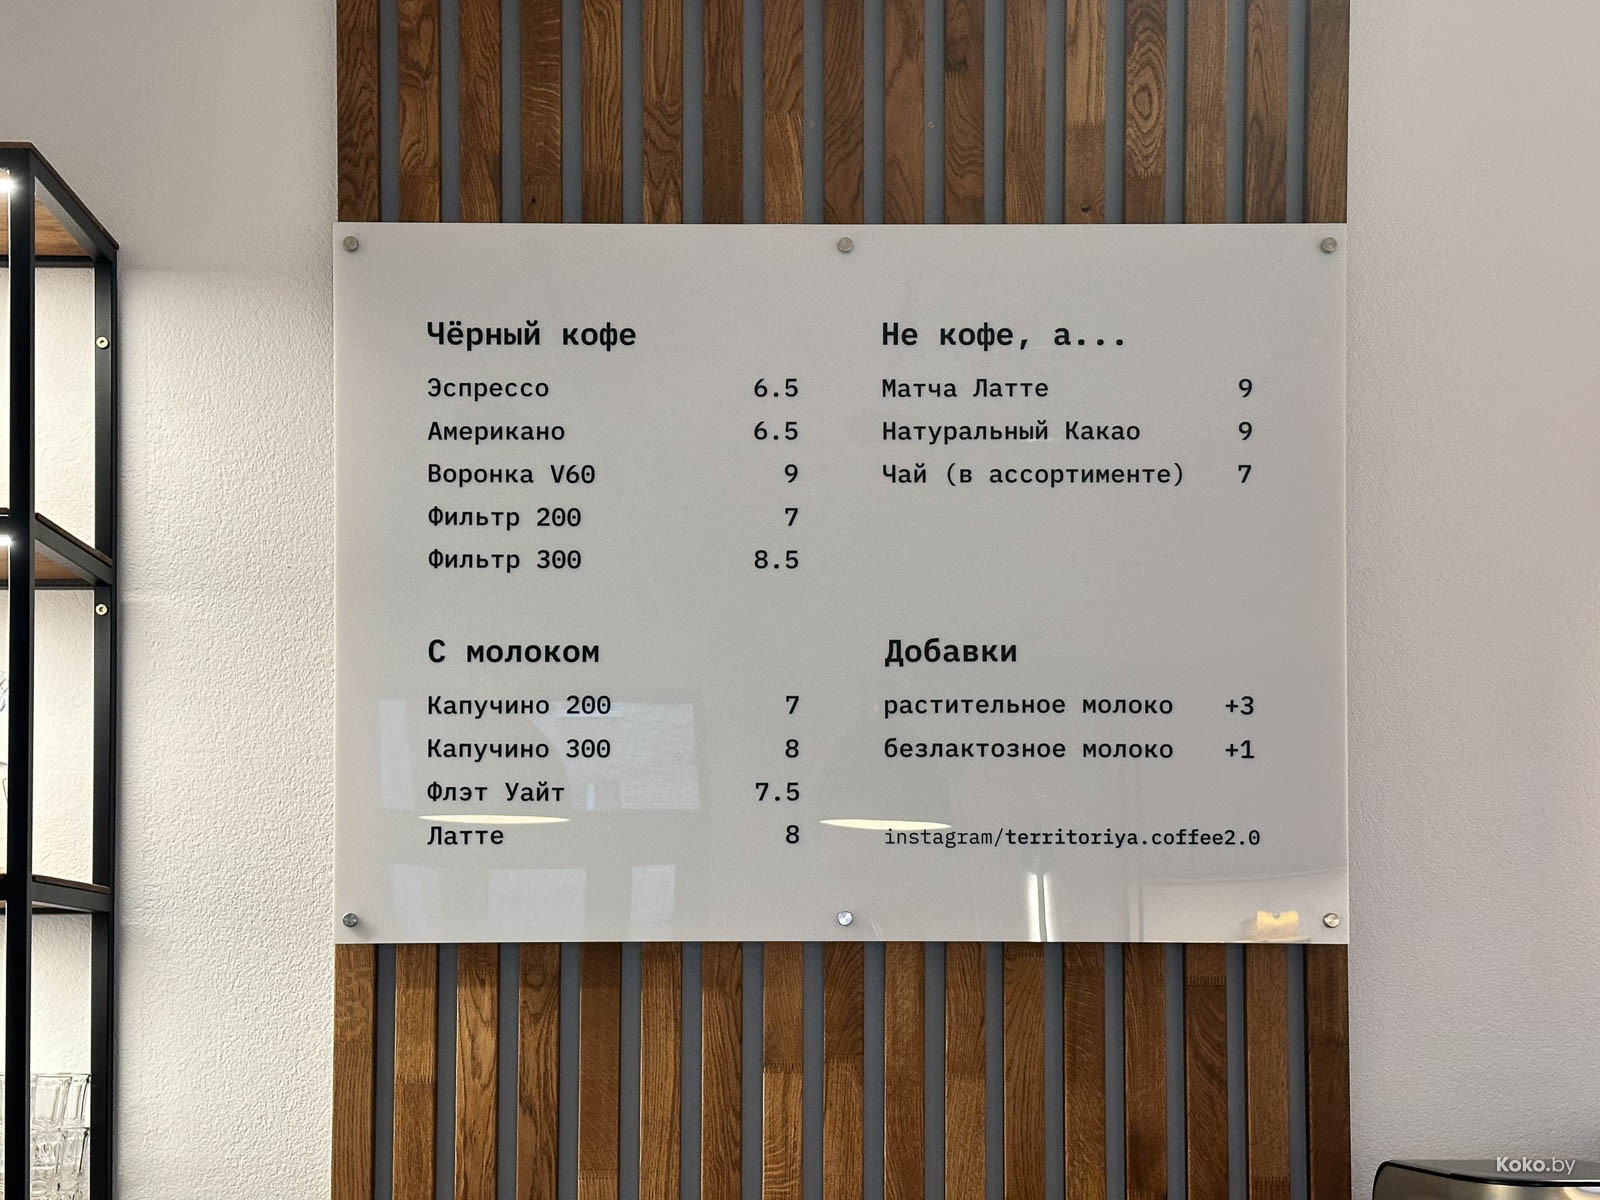 Чёрный кофе
Эспрессо 6.5
Американо 6.5
Воронка V60 9
Фильтр 200 7
Фильтр 300 8.5
С молоком
Капучино 200 7
Капучино 300 8
Флэт Уайт 7.5
Латте 8
Не кофе, а...
Матча Латте 9
Натуральный Какао 9
Чай (в ассортименте) 7
Добавки
растительное молоко +3
безлактозное молоко +1
instagram/territoriya.coffee2.0
Koko.by